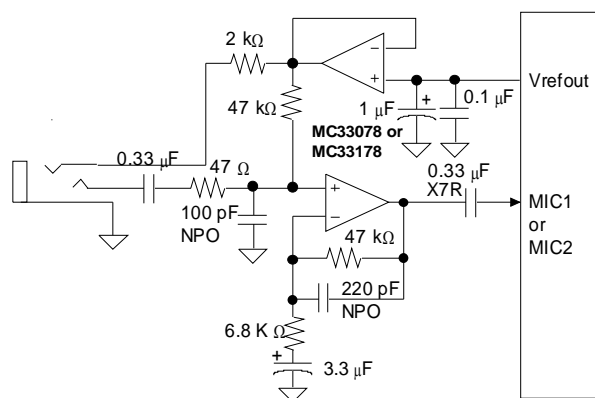 2 kΩ
47 kΩ
−
+
1 μF
+
0.1 μF
Vrefout
MC33078 or
MC33178
0.33 μF
47 Ω
100 pF
NPO
+
−
0.33 μF
X7R
MIC1
or
MIC2
47 kΩ
220 pF
NPO
6.8 K Ω
+
3.3 μF